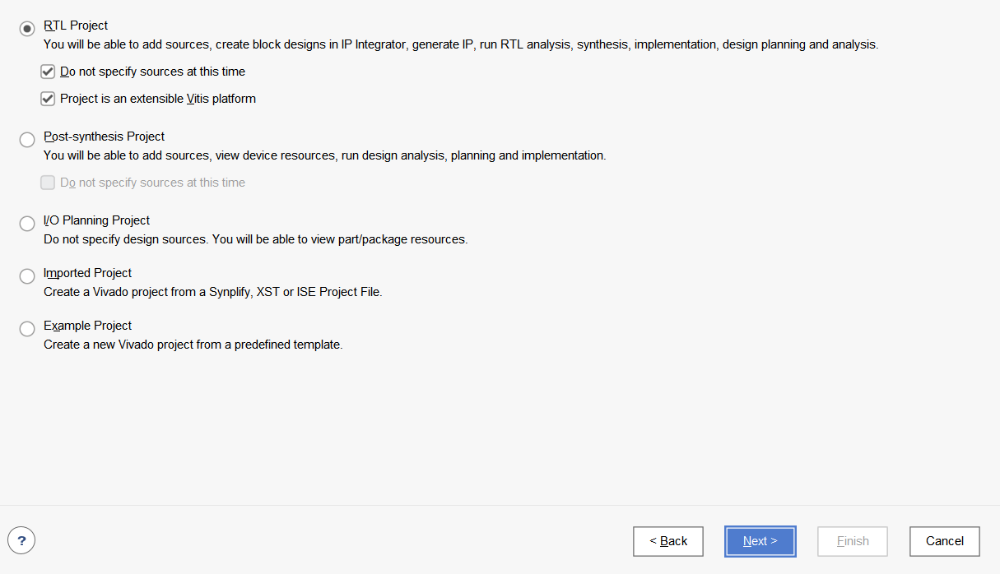 RTL Project
You will be able to add sources, create block designs in IP Integrator, generate IP, run RTL analysis, synthesis, implementation, design planning and analysis.
Do not specify sources at this time
Project is an extensible Vitis platform
Post-synthesis Project
You will be able to add sources, view device resources, run design analysis, planning and implementation.
Do not specify sources at this time
I/O Planning Project
Do not specify design sources. You will be able to view part/package resources.
Imported Project
Create a Vivado project from a Synplify, XST or ISE Project File.
Example Project
Create a new Vivado project from a predefined template.
? < Back Next > Finish Cancel